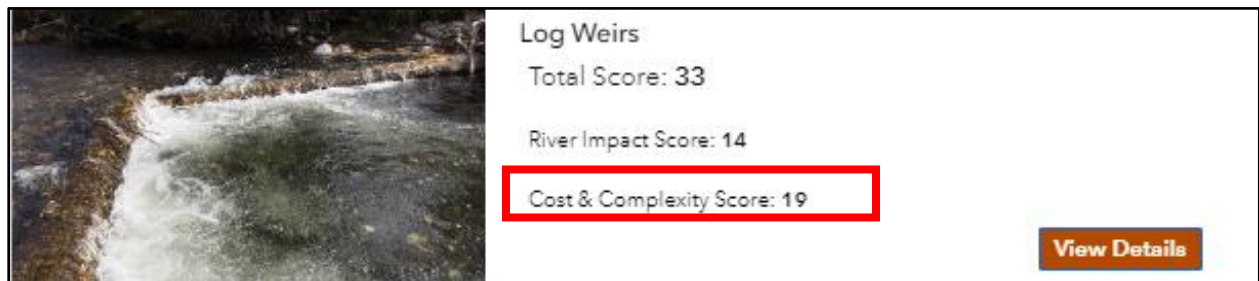 Log Weirs
Total Score: 33
River Impact Score: 14
Cost & Complexity Score: 19
View Details